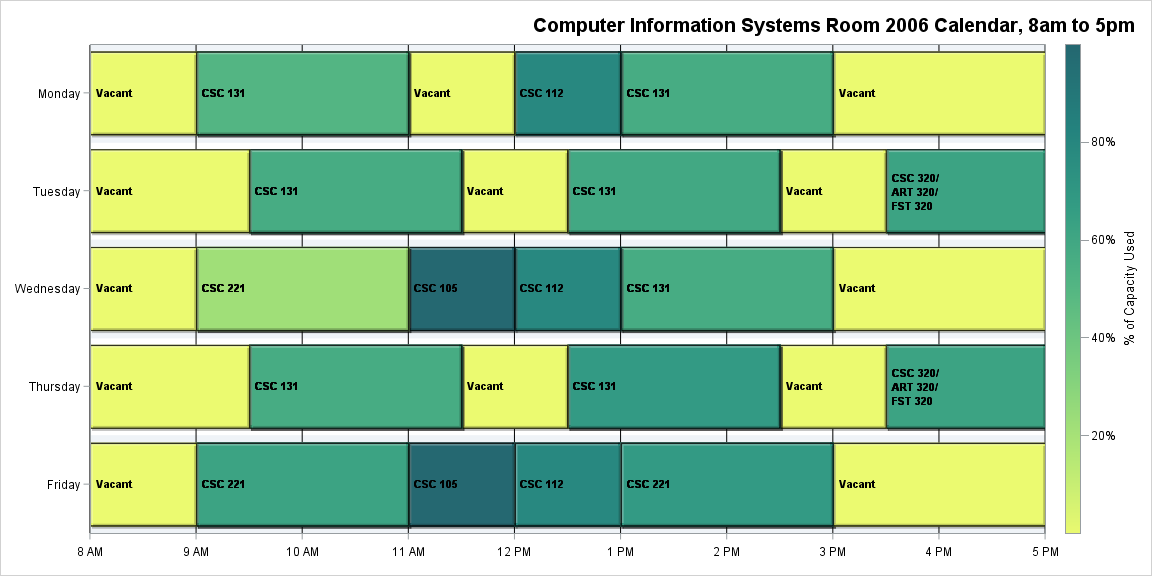 Computer Information Systems Room 2006 Calendar, 8am to 5pm
Monday
Vacant
CSC 131
Vacant
CSC 112
CSC 131
Vacant
Tuesday
Vacant
CSC 131
Vacant
CSC 131
Vacant
CSC 320/
ART 320/
FST 320
Wednesday
Vacant
CSC 221
CSC 105
CSC 112
CSC 131
Vacant
Thursday
Vacant
CSC 131
Vacant
CSC 131
Vacant
CSC 320/
ART 320/
FST 320
Friday
Vacant
CSC 221
CSC 105
CSC 112
CSC 221
Vacant
8 AM
9 AM
10 AM
11 AM
12 PM
1 PM
2 PM
3 PM
4 PM
5 PM
80%
60%
40%
20%
% of Capacity Used